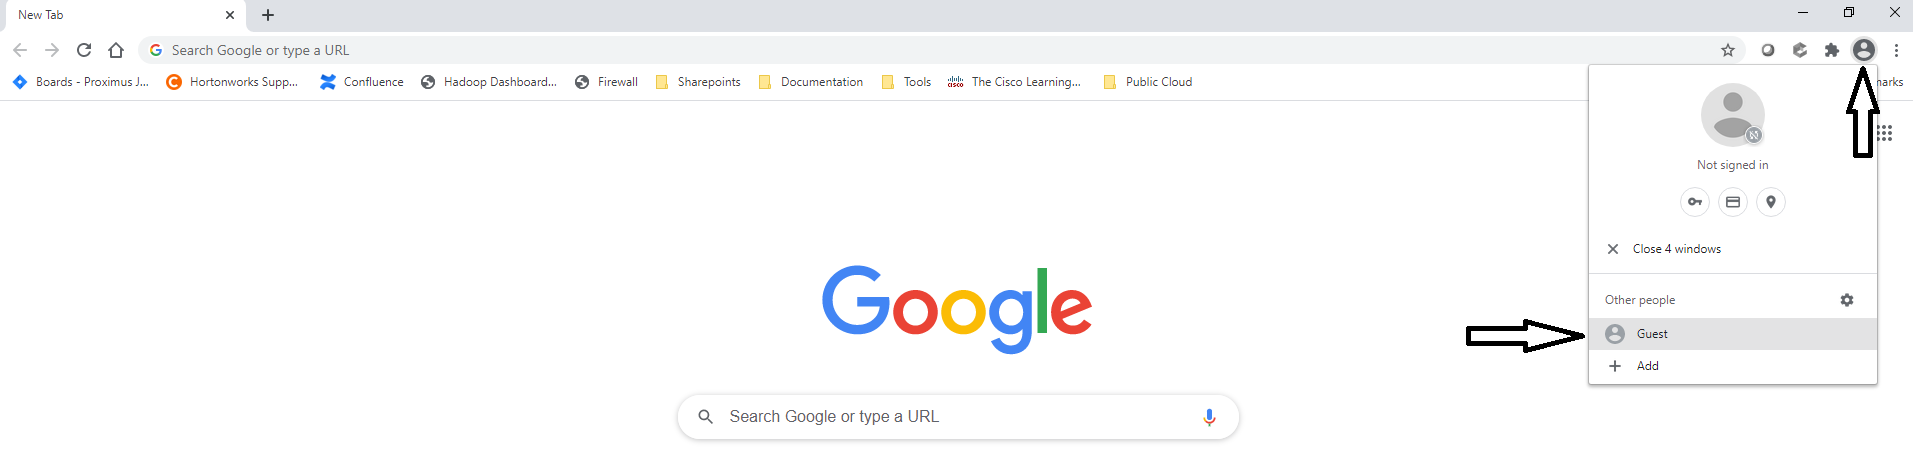 New Tab
Search Google or type a URL
Boards - Proximus J... Hortonworks Supp... Confluence Hadoop Dashboard... Firewall Sharepoints Documentation Tools cisco The Cisco Learning... Public Cloud marks
Not signed in
Close 4 windows
Google
Other people
Guest
Add
Search Google or type a URL